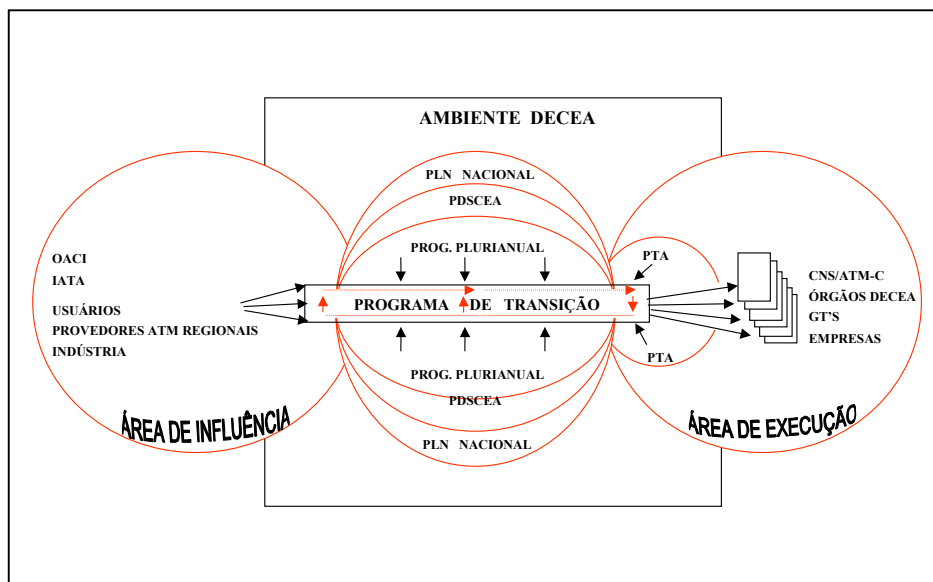 AMBIENTE DECEA
PLN NACIONAL
PDSCEA
PROG. PLURIANUAL
PTA
OACI
IATA
USUÁRIOS
PROVEDORES ATM REGIONAIS
INDÚSTRIA
PROGRAMA DE TRANSIÇÃO
CNS/ATM-C
ÓRGÃOS DECEA
GT'S
EMPRESAS
PTA
PROG. PLURIANUAL
PDSCEA
PLN NACIONAL
ÁREA DE INFLUÊNCIA
ÁREA DE EXECUÇÃO